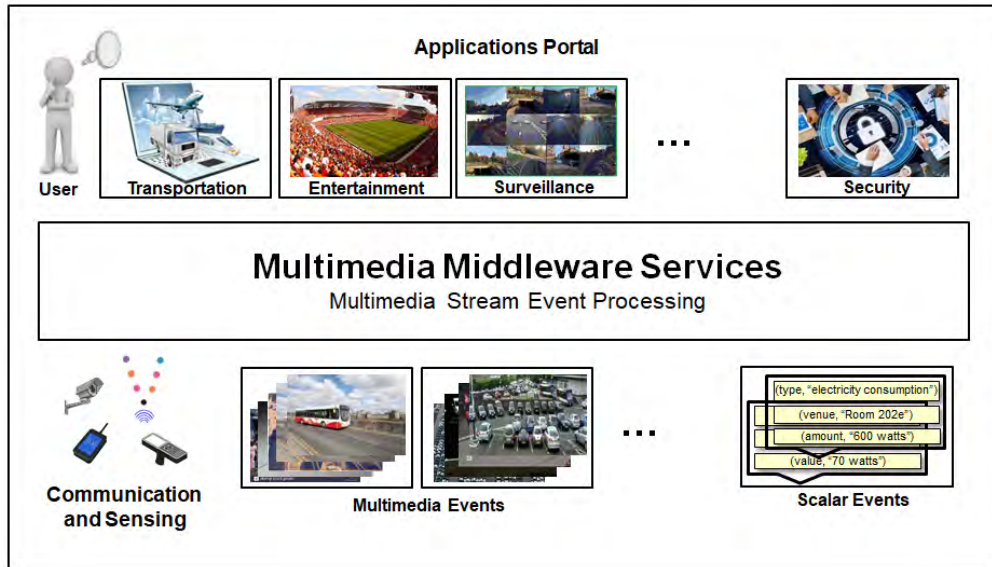 Applications Portal
User
Transportation
Entertainment
Surveillance
...
Security
Multimedia Middleware Services
Multimedia Stream Event Processing
Communication
and Sensing
Multimedia Events
...
(type, “electricity consumption”)
(venue, “Room 202e”)
(amount, “600 watts”)
(value, “70 watts”)
Scalar Events